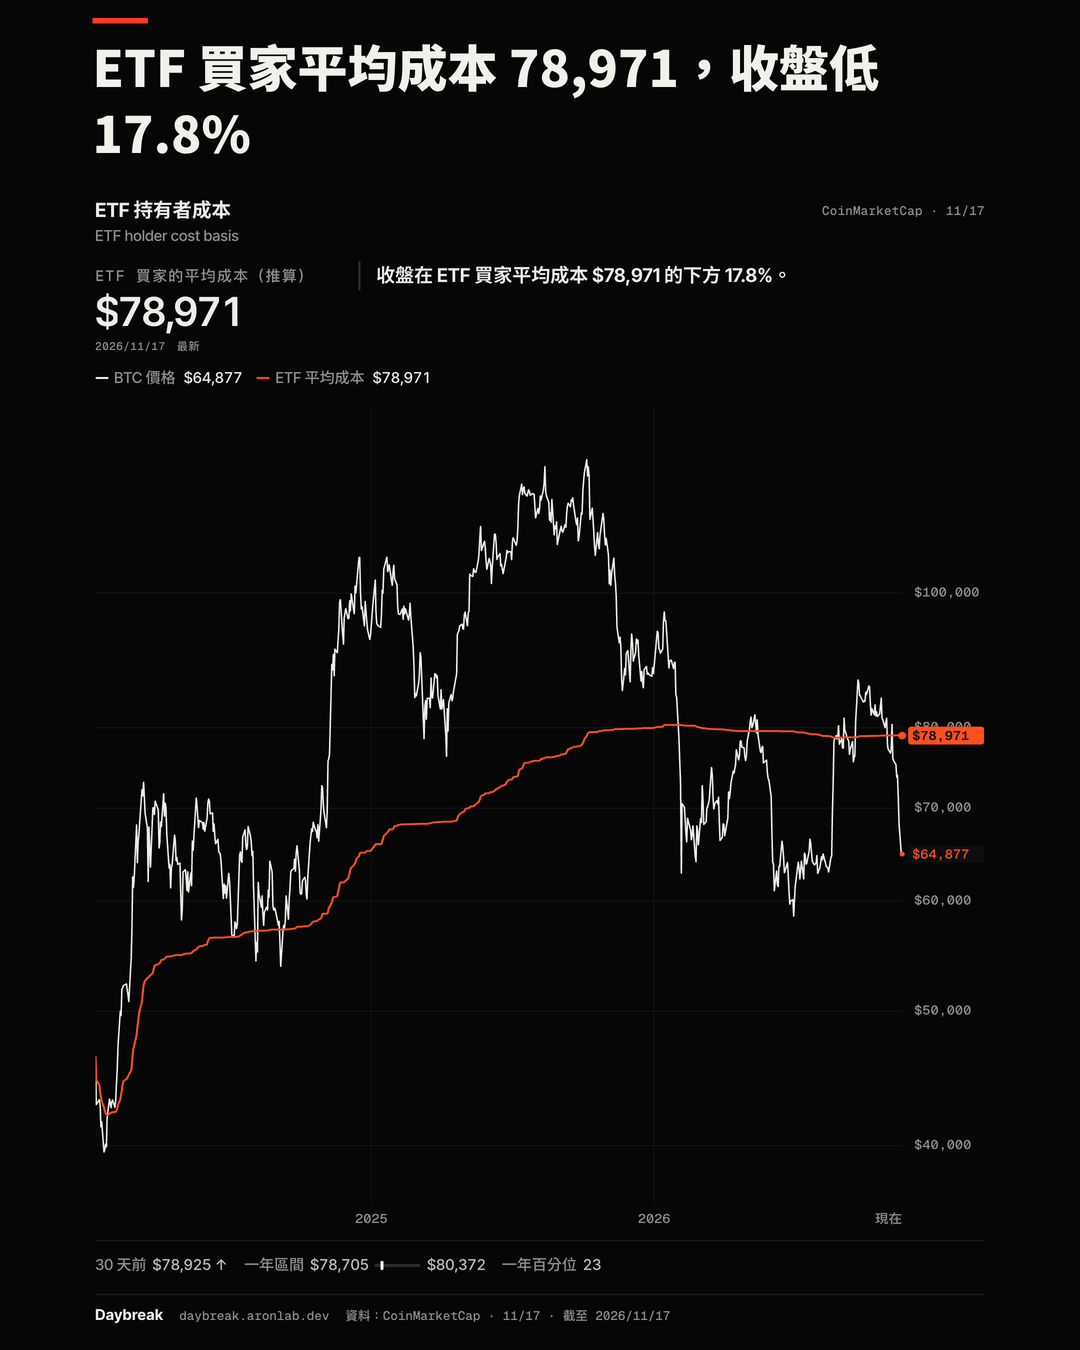 ETF 買家平均成本 78,971，收盤低
17.8%
ETF 持有者成本
CoinMarketCap · 11/17
ETF holder cost basis
ETF 買家的平均成本 (推算)
收盤在 ETF 買家平均成本 $78,971 的下方 17.8%。
$78,971
2026/11/17 最新
BTC 價格 $64,877 ETF 平均成本 $78,971
$100,000
$80,000
$78,971
$70,000
$64,877
$60,000
$50,000
$40,000
2025 2026 現在
30 天前 $78,925 ↑ 一年區間 $78,705 $80,372 一年百分位 23
Daybreak daybreak.aronlab.dev 資料：CoinMarketCap · 11/17 · 截至 2026/11/17